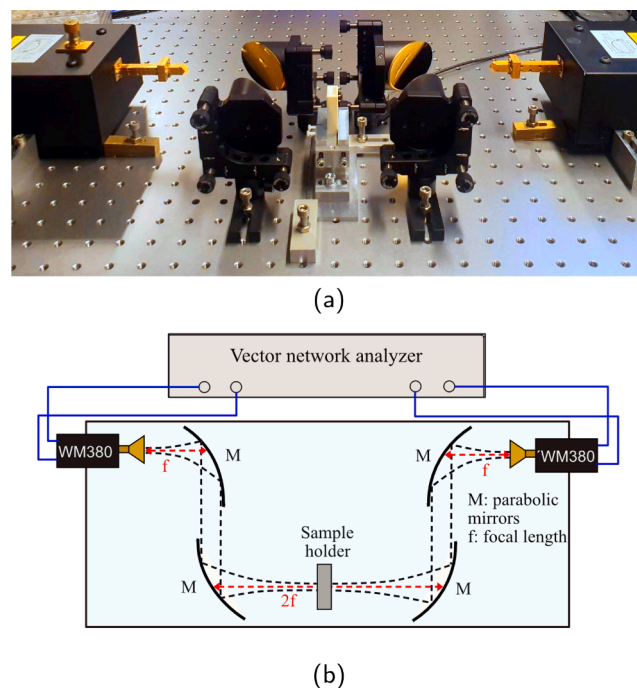 (a)
Vector network analyzer
WM380
f
M
M
f
WM380
M: parabolic
mirrors
f: focal length
Sample
holder
M
2f
M
(b)